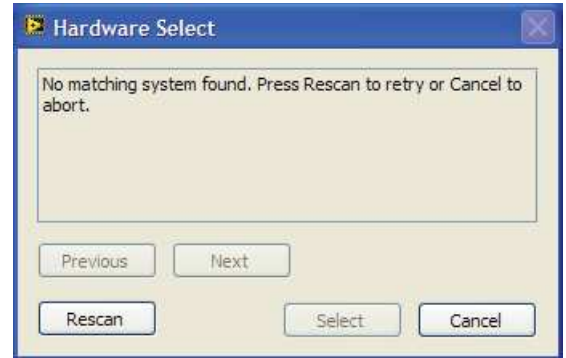 Hardware Select
No matching system found. Press Rescan to retry or Cancel to
abort.
Previous Next
Rescan Select Cancel